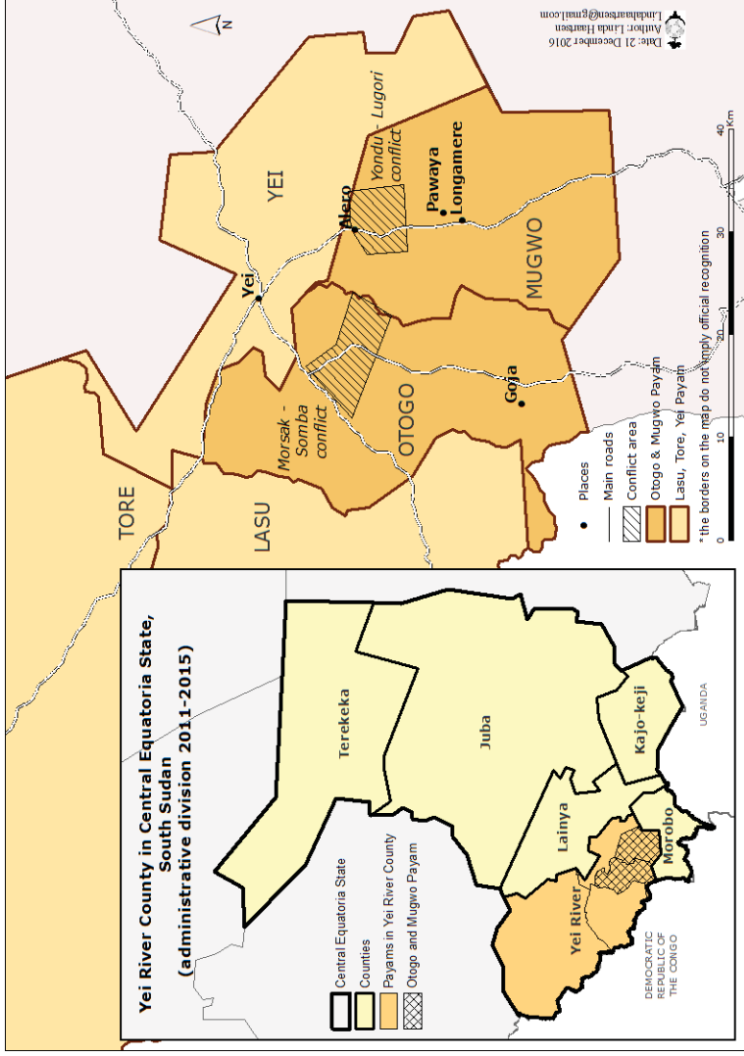 Yei River County in Central Equatoria State,
South Sudan
(administrative division 2011-2015)
Central Equatoria State
Counties
Payams in Yei River County
Otogo and Mugwo Payam
Terekeka
Juba
Lainya
Yei River
Kajo-keji
Morobo
UGANDA
DEMOCRATIC
REPUBLIC OF
THE CONGO
TORE
LASU
YEI
Yei
Morsak -
Somba
conflict
OTOGO
Goja
Alero
Yondu - Lugori
conflict
Pawaya
Longamere
MUGWO
N
Places
Main roads
Conflict area
Otogo & Mugwo Payam
Lasu, Tore, Yei Payam
*the borders on the map do not imply official recognition
0 10 20 30 40
Km
Date: 21 December 2016
Author: Linda Haartsen
Lindahaartsen@gmail.com